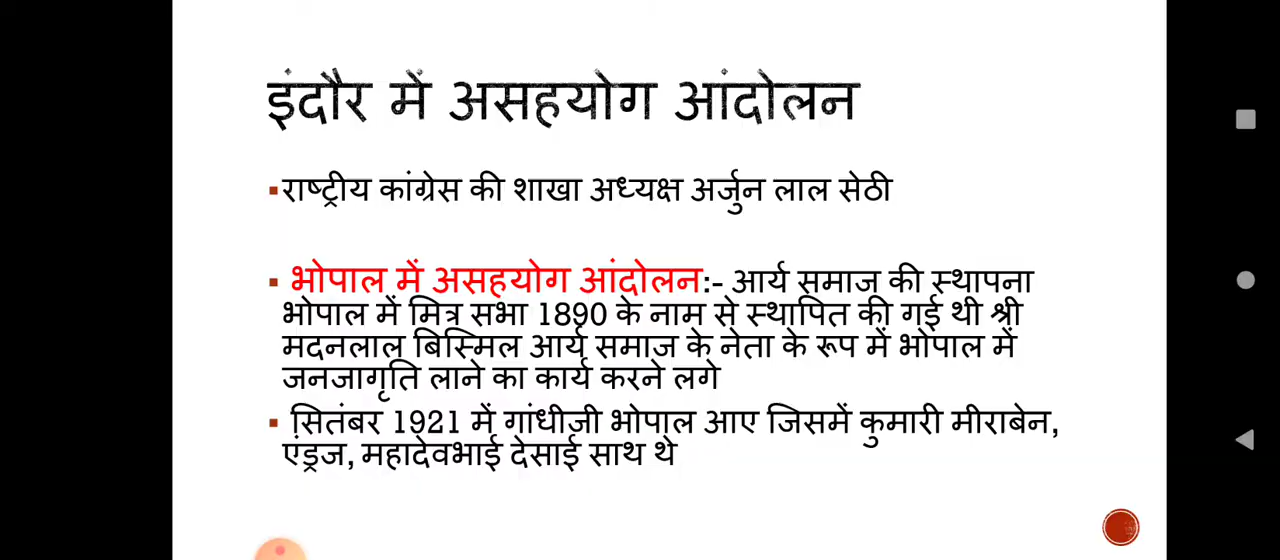 इंदौर में असहयोग आंदोलन
▪राष्ट्रीय कांग्रेस की शाखा अध्यक्ष अर्जुन लाल सेठी
▪ भोपाल में असहयोग आंदोलन:- आर्य समाज की स्थापना
भोपाल में मित्र सभा 1890 के नाम से स्थापित की गई थी श्री
मदनलाल बिस्मिल आर्य समाज के नेता के रूप में भोपाल में
जनजागृति लाने का कार्य करने लगे
▪ सितंबर 1921 में गांधीजी भोपाल आए जिसमें कुमारी मीराबेन,
एंड्रज, महादेवभाई देसाई साथ थे